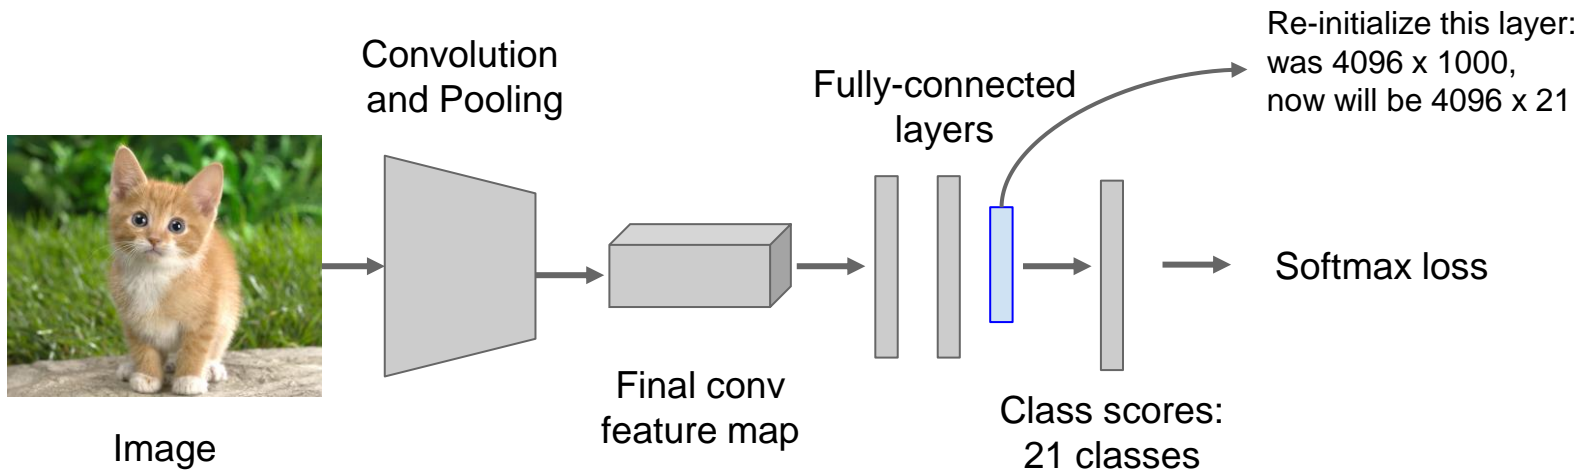 Convolution
and Pooling
Fully-connected
layers
Re-initialize this layer:
was 4096 x 1000,
now will be 4096 x 21
Softmax loss
Final conv
feature map
Class scores:
21 classes
Image